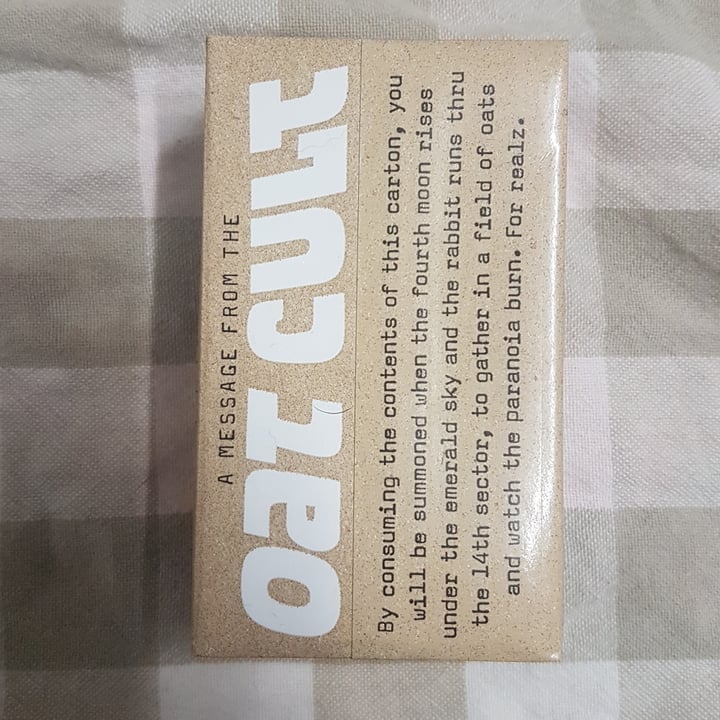 A MESSAGE FROM THE
Oat Cult
By consuming the contents of this carton, you
will be summoned when the fourth moon rises
under the emerald sky and the rabbit runs thru
the 14th sector, to gather in a field of oats
and watch the paranoia burn. For realz.